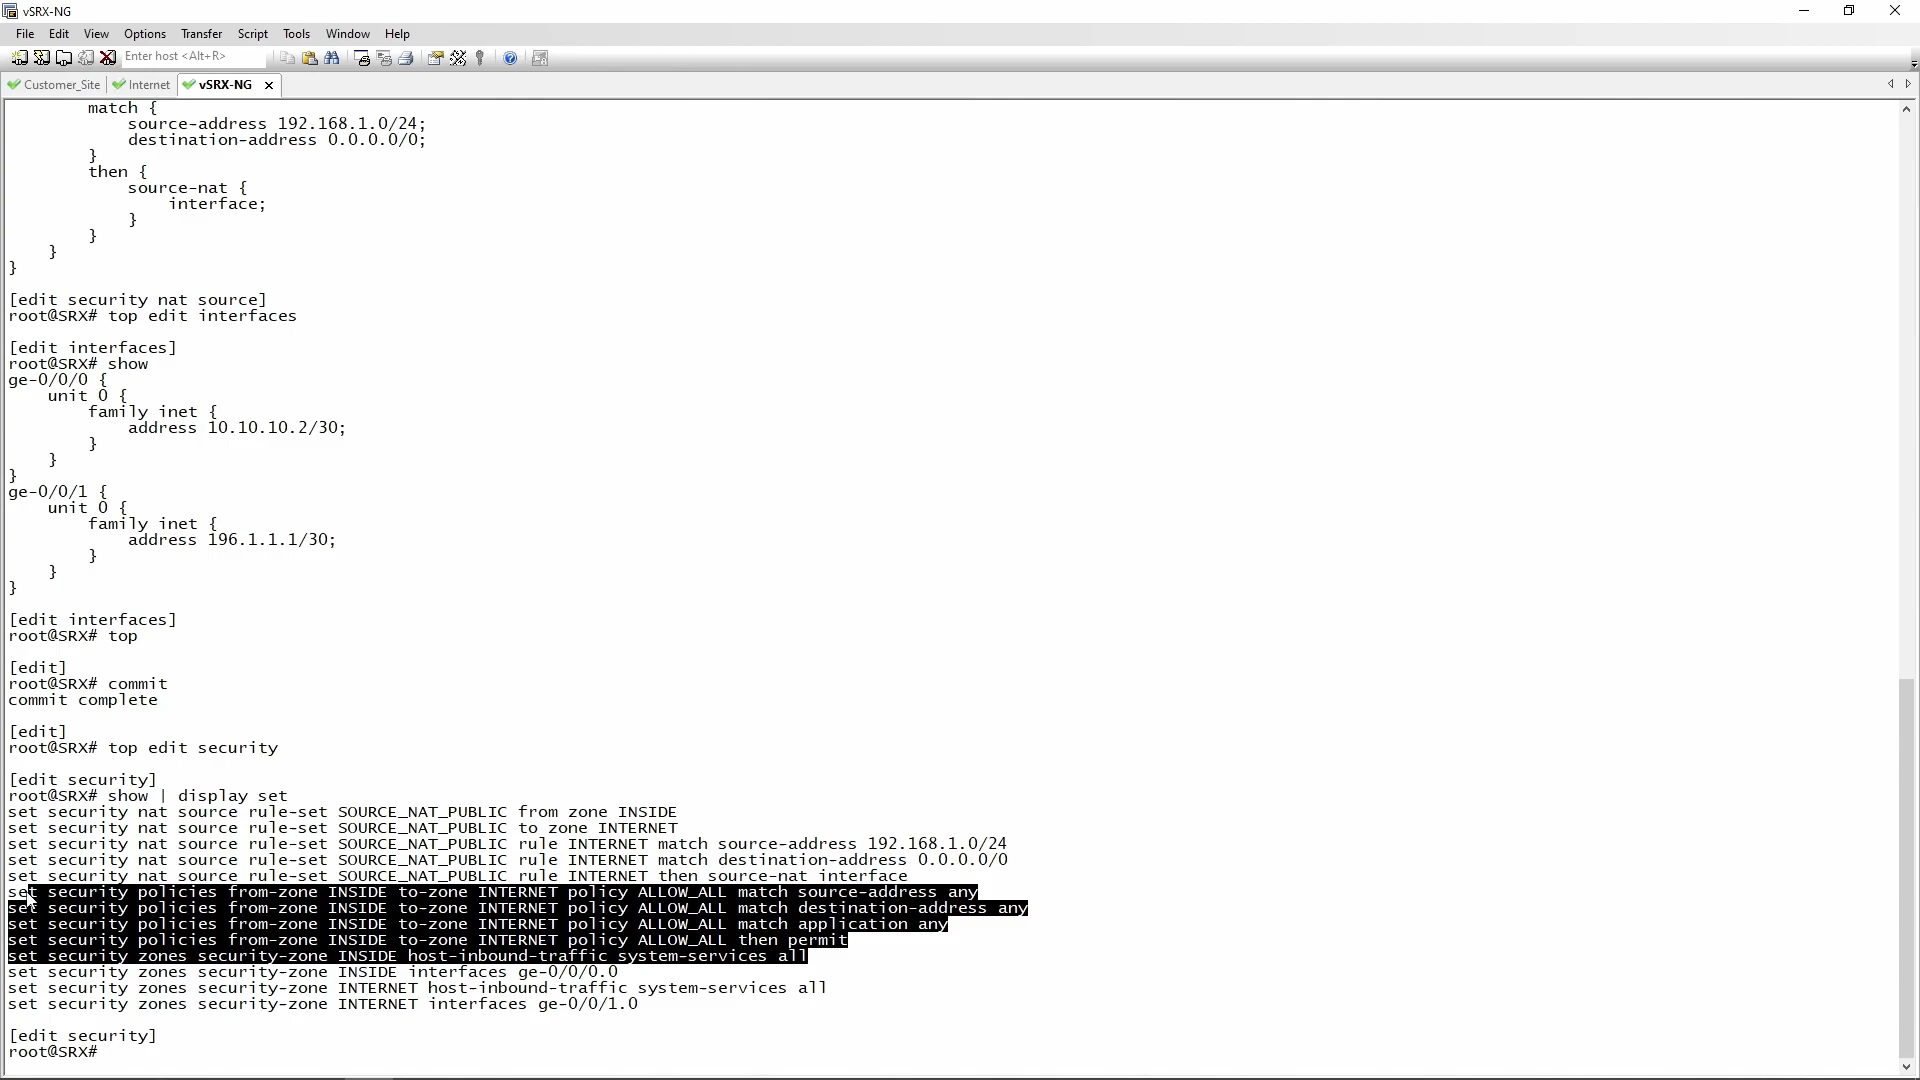 vSRX-NG
File Edit View Options Transfer Script Tools Window Help
Enter host <Alt+R>
Customer_Site Internet vSRX-NG
match {
source-address 192.168.1.0/24;
destination-address 0.0.0.0/0;
}
then {
source-nat {
interface;
}
}
}
}
[edit security nat source]
root@SRX# top edit interfaces
[edit interfaces]
root@SRX# show
ge-0/0/0 {
unit 0 {
family inet {
address 10.10.10.2/30;
}
}
}
ge-0/0/1 {
unit 0 {
family inet {
address 196.1.1.1/30;
}
}
}
[edit interfaces]
root@SRX# top
[edit]
root@SRX# commit
commit complete
[edit]
root@SRX# top edit security
[edit security]
root@SRX# show | display set
set security nat source rule-set SOURCE_NAT_PUBLIC from zone INSIDE
set security nat source rule-set SOURCE_NAT_PUBLIC to zone INTERNET
set security nat source rule-set SOURCE_NAT_PUBLIC rule INTERNET match source-address 192.168.1.0/24
set security nat source rule-set SOURCE_NAT_PUBLIC rule INTERNET match destination-address 0.0.0.0/0
set security nat source rule-set SOURCE_NAT_PUBLIC rule INTERNET then source-nat interface
set security policies from-zone INSIDE to-zone INTERNET policy ALLOW_ALL match source-address any
set security policies from-zone INSIDE to-zone INTERNET policy ALLOW_ALL match destination-address any
set security policies from-zone INSIDE to-zone INTERNET policy ALLOW_ALL match application any
set security policies from-zone INSIDE to-zone INTERNET policy ALLOW_ALL then permit
set security zones security-zone INSIDE host-inbound-traffic system-services all
set security zones security-zone INSIDE interfaces ge-0/0/0.0
set security zones security-zone INTERNET host-inbound-traffic system-services all
set security zones security-zone INTERNET interfaces ge-0/0/1.0
[edit security]
root@SRX#